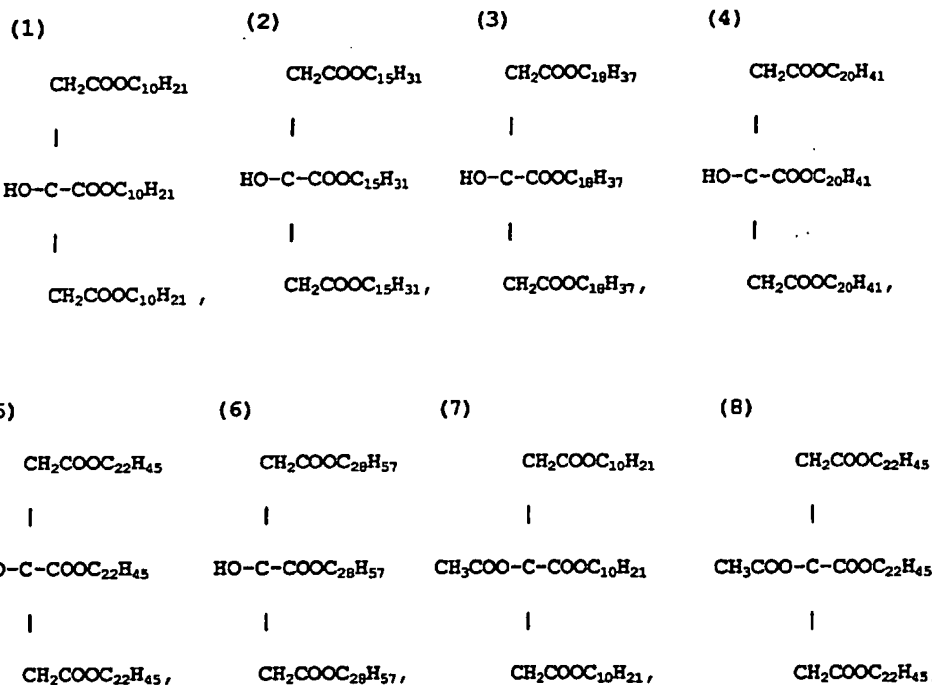 (1) (2) (3) (4)
CH₂COOC₁₀H₂₁ CH₂COOC₁₅H₃₁ CH₂COOC₁₈H₃₇ CH₂COOC₂₀H₄₁
| | | |
HO-C-COOC₁₀H₂₁ HO-C-COOC₁₅H₃₁ HO-C-COOC₁₈H₃₇ HO-C-COOC₂₀H₄₁
| | | |
CH₂COOC₁₀H₂₁ , CH₂COOC₁₅H₃₁, CH₂COOC₁₈H₃₇, CH₂COOC₂₀H₄₁,
5) (6) (7) (8)
CH₂COOC₂₂H₄₅ CH₂COOC₂₈H₅₇ CH₂COOC₁₀H₂₁ CH₂COOC₂₂H₄₅
| | | |
O-C-COOC₂₂H₄₅ HO-C-COOC₂₈H₅₇ CH₃COO-C-COOC₁₀H₂₁ CH₃COO-C-COOC₂₂H₄₅
| | | |
CH₂COOC₂₂H₄₅, CH₂COOC₂₈H₅₇, CH₂COOC₁₀H₂₁, CH₂COOC₂₂H₄₅